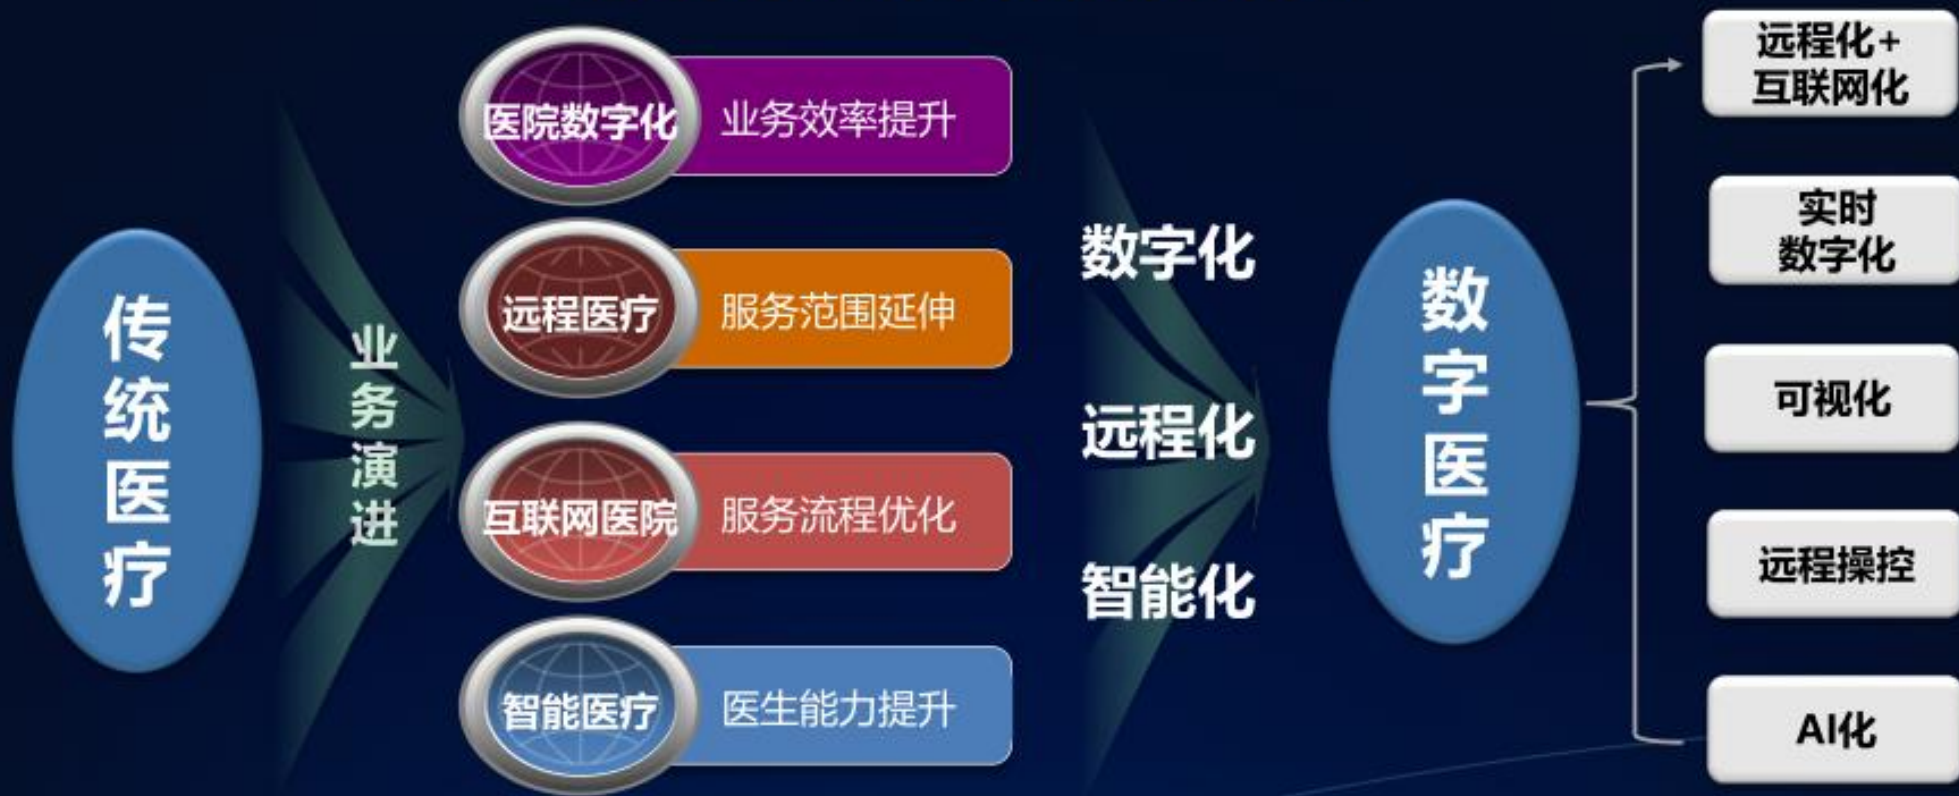 传统医疗
业务演进
医院数字化
业务效率提升
远程医疗
服务范围延伸
互联网医院
服务流程优化
智能医疗
医生能力提升
数字化
远程化
智能化
数字医疗
远程化+
互联网化
实时
数字化
可视化
远程操控
AI化